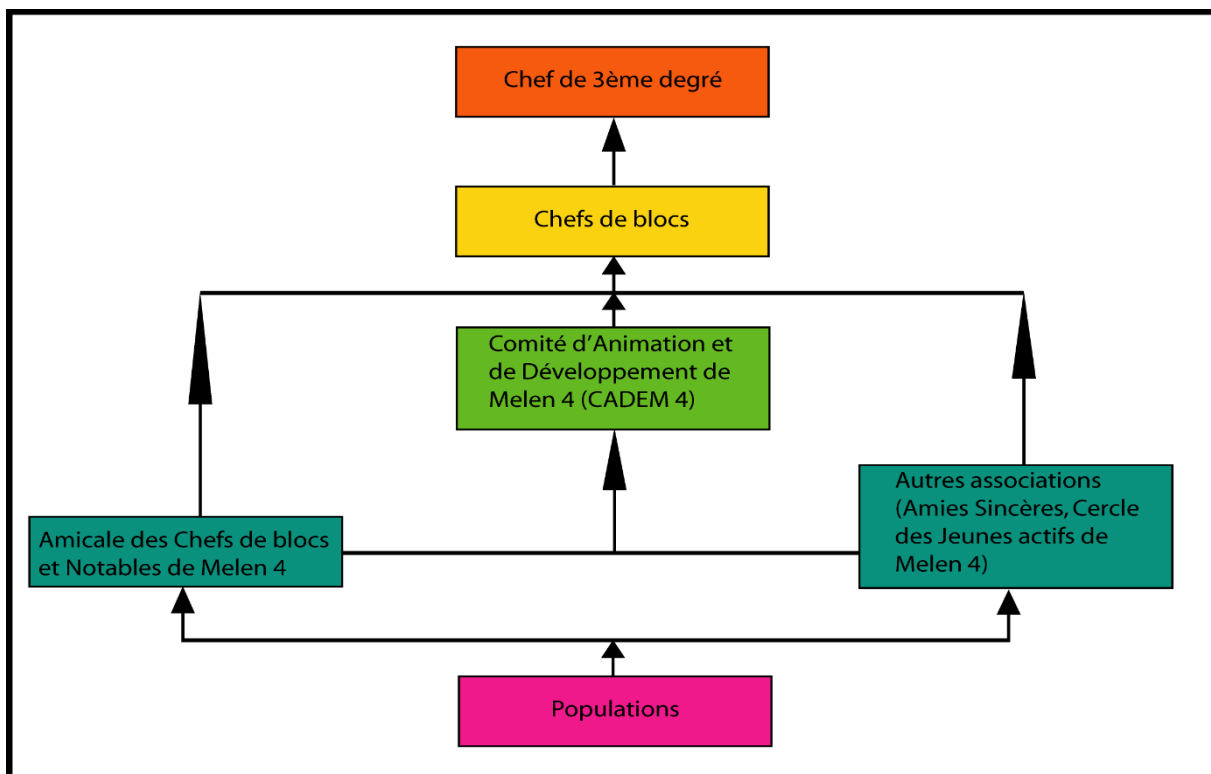 Chef de 3ème degré
Chefs de blocs
Comité d'Animation et
de Développement de
Melen 4 (CADEM 4)
Autres associations
(Amies Sincères, Cercle
des Jeunes actifs de
Melen 4)
Amicale des Chefs de blocs
et Notables de Melen 4
Populations